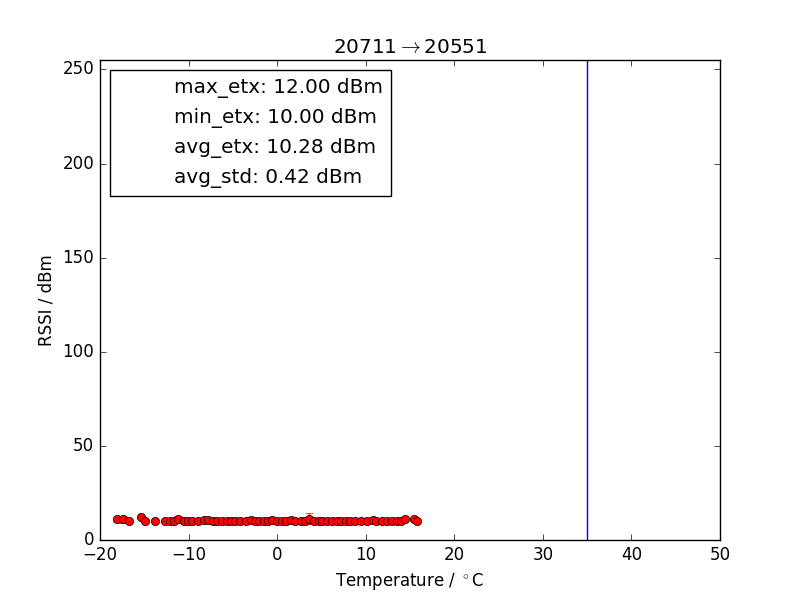 20711→20551
max_etx: 12.00 dBm
min_etx: 10.00 dBm
avg_etx: 10.28 dBm
avg_std: 0.42 dBm
RSSI / dBm
250
200
150
100
50
0
−20 −10 0 10 20 30 40 50
Temperature / °C